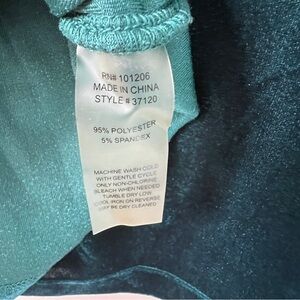 RN# 101206
MADE IN CHINA
STYLE # 37120
95% POLYESTER
5% SPANDEX
MACHINE WASH COLD
WITH GENTLE CYCLE
ONLY NON-CHLORINE
BLEACH WHEN NEEDED
TUMBLE DRY LOW
COOL IRON ON REVERSE
MAY BE DRY CLEANED